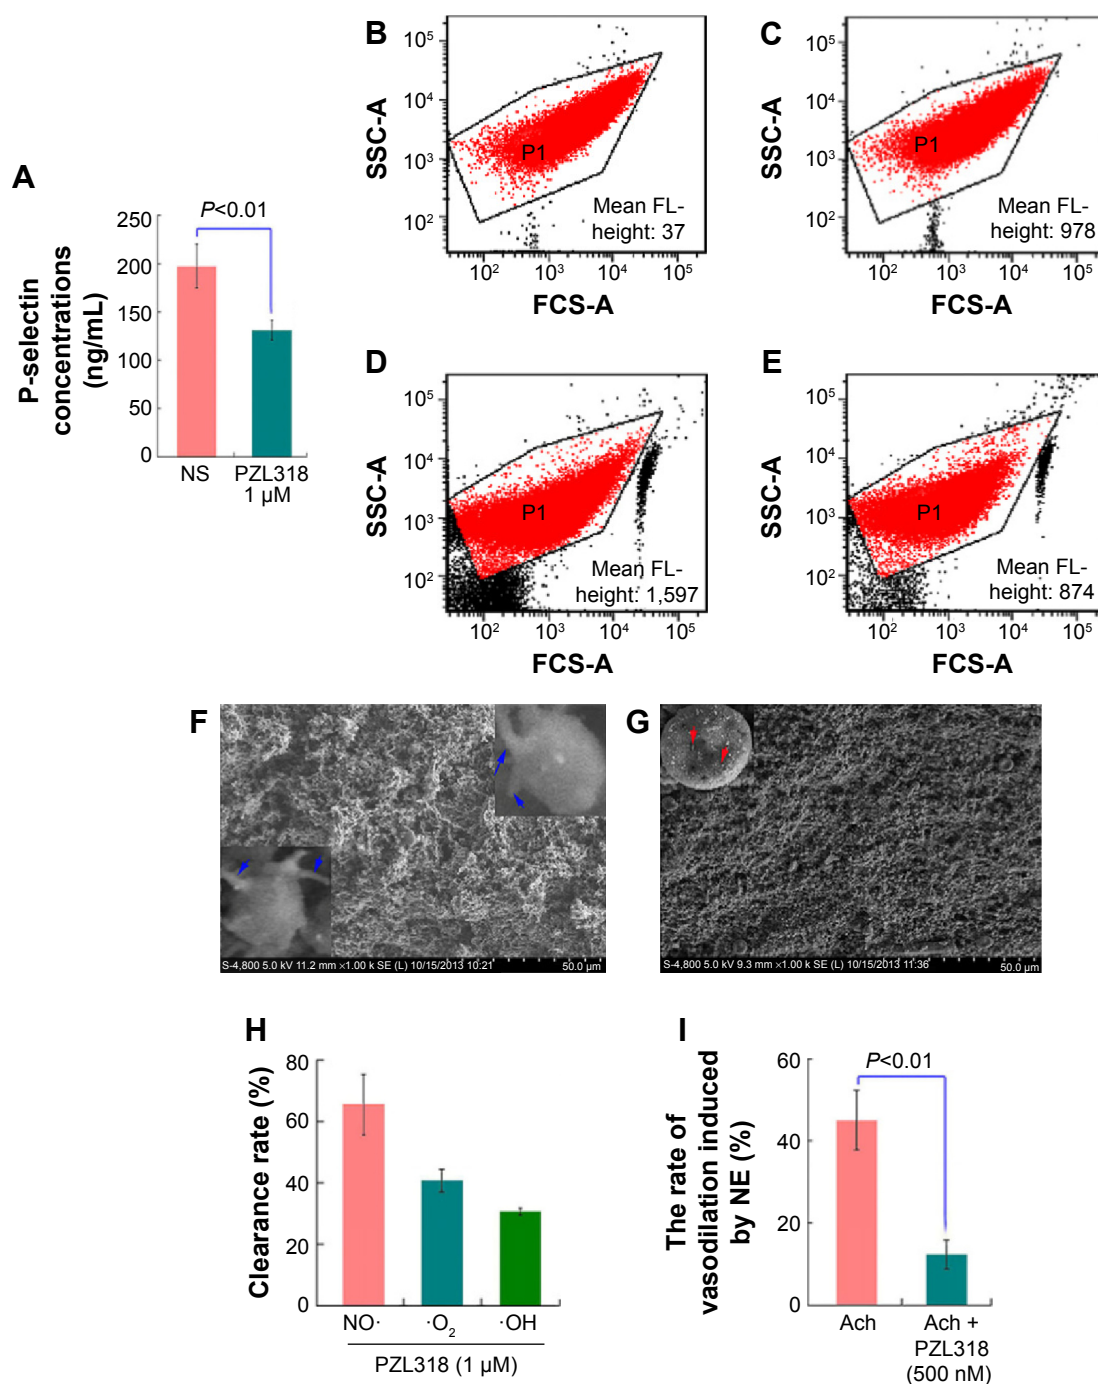 A
P-selectin
concentrations
(ng/mL)
250
200
150
100
50
0
P<0.01
NS
PZL318
1 µM
B
SSC-A
10⁵
10⁴
10³
10²
P1
Mean FL-
height: 37
10² 10³ 10⁴ 10⁵
FCS-A
C
SSC-A
10⁵
10⁴
10³
10²
P1
Mean FL-
height: 978
10² 10³ 10⁴ 10⁵
FCS-A
D
SSC-A
10⁵
10⁴
10³
10²
P1
Mean FL-
height: 1,597
10² 10³ 10⁴ 10⁵
FCS-A
E
SSC-A
10⁵
10⁴
10³
10²
P1
Mean FL-
height: 874
10² 10³ 10⁴ 10⁵
FCS-A
F
S-4,800 5.0 kV 11.2 mm ×1.00 k SE (L) 10/15/2013 10:21
50.0 µm
G
S-4,800 5.0 kV 9.3 mm ×1.00 k SE (L) 10/15/2013 11:36
50.0 µm
H
Clearance rate (%)
80
60
40
20
0
NO· ·O₂ ·OH
PZL318 (1 µM)
I
The rate of
vasodilation induced
by NE (%)
60
40
20
0
P<0.01
Ach
Ach +
PZL318
(500 nM)